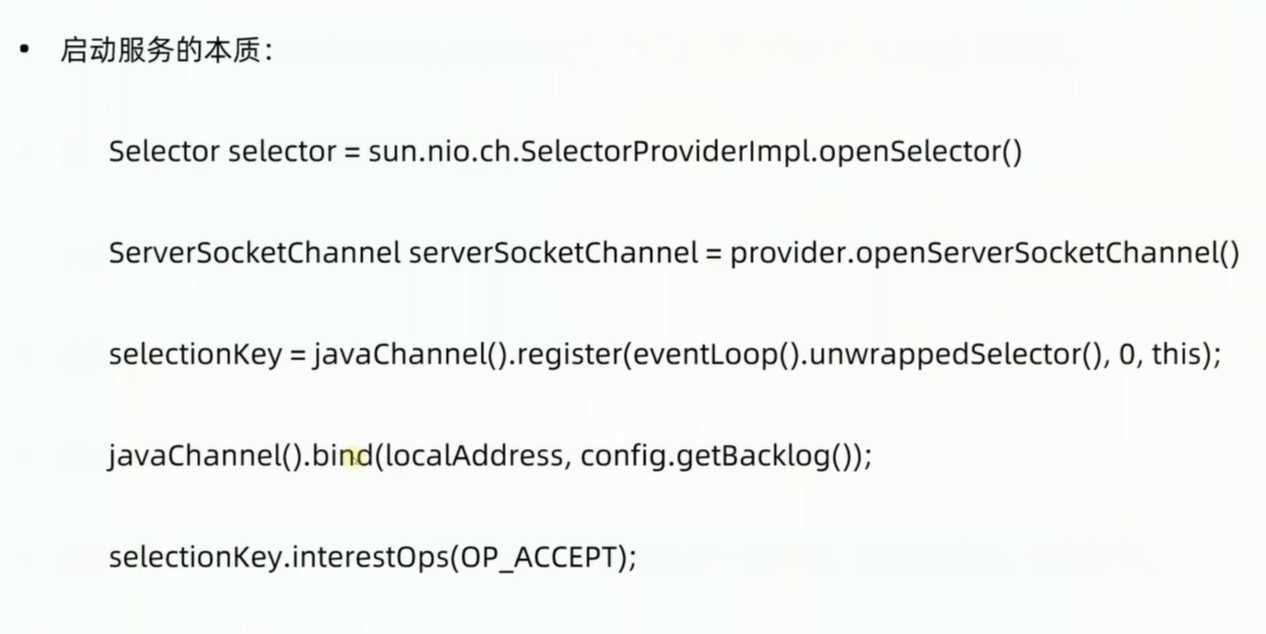 • 启动服务的本质：
Selector selector = sun.nio.ch.SelectorProviderImpl.openSelector()
ServerSocketChannel serverSocketChannel = provider.openServerSocketChannel()
selectionKey = javaChannel().register(eventLoop().unwrappedSelector(), 0, this);
javaChannel().bind(localAddress, config.getBacklog());
selectionKey.interestOps(OP_ACCEPT);